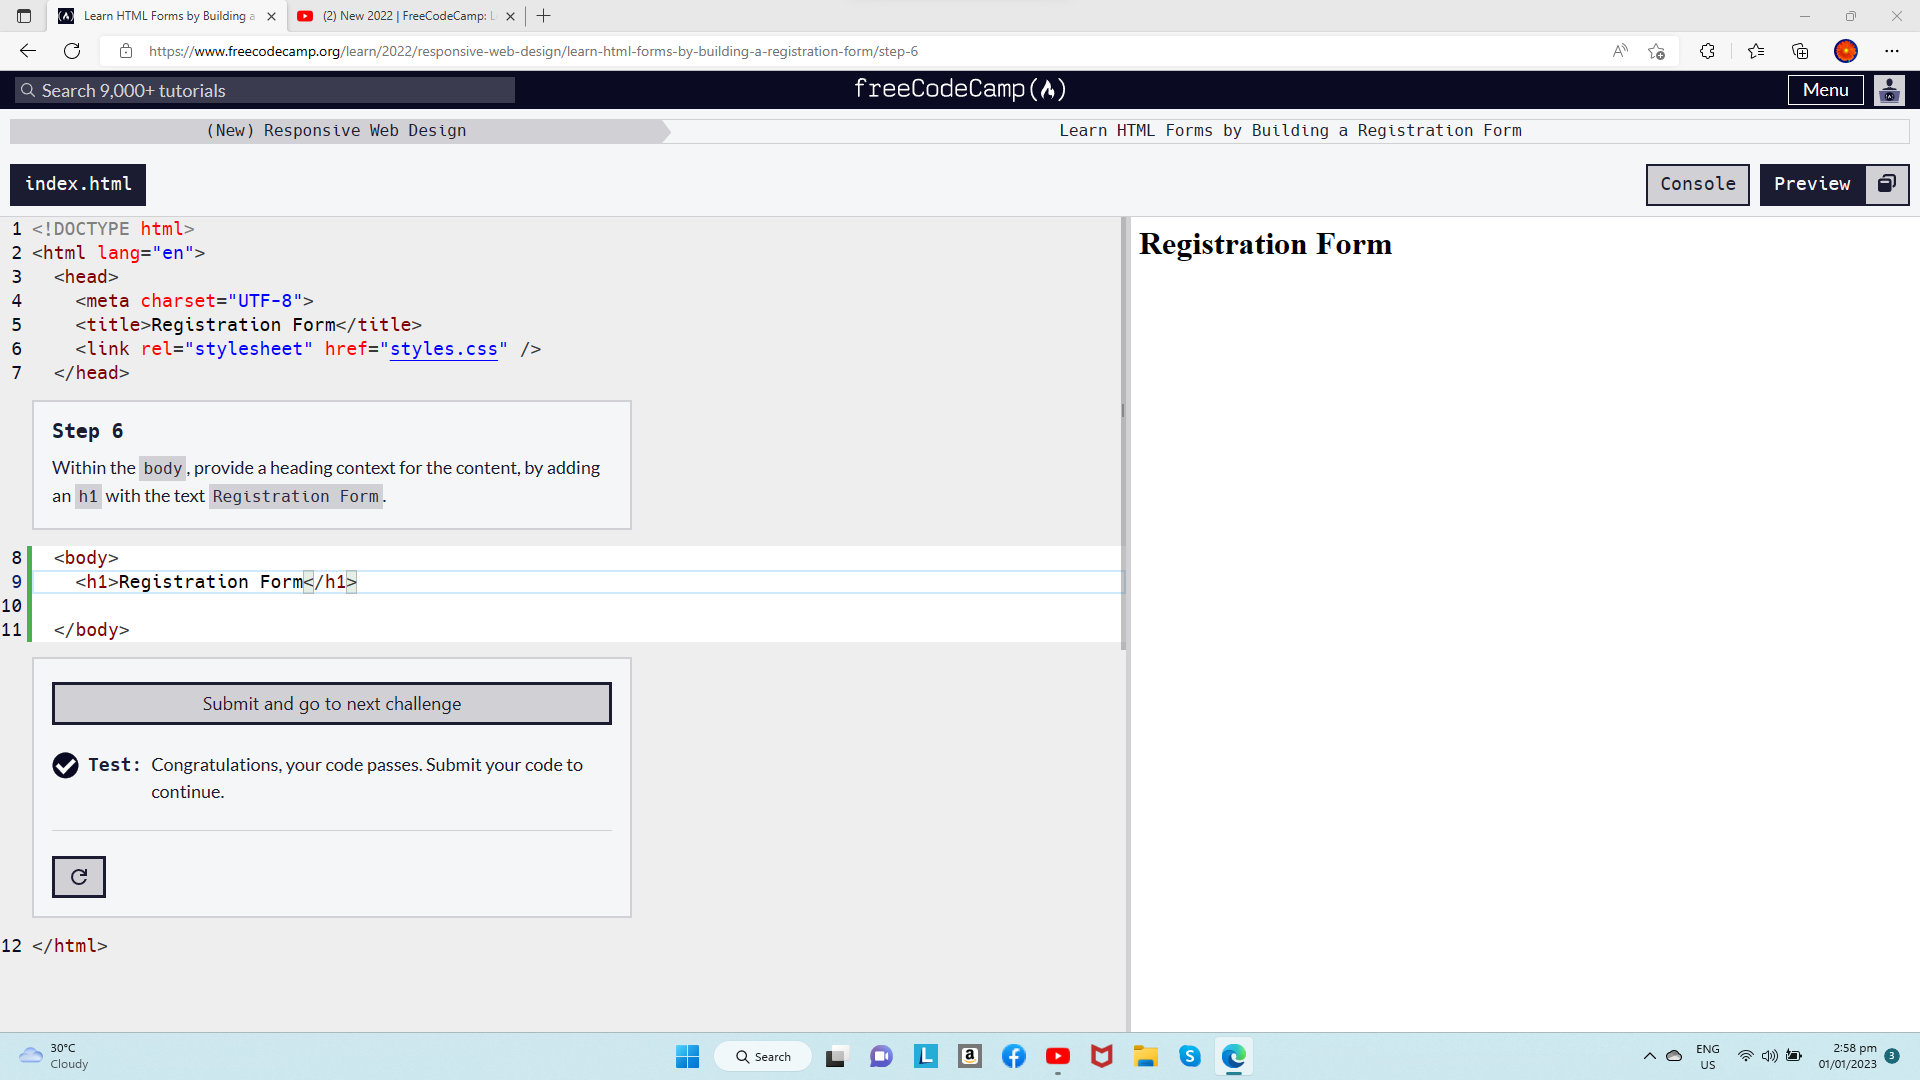 Learn HTML Forms by Building a
(2) New 2022 | FreeCodeCamp: L
https://www.freecodecamp.org/learn/2022/responsive-web-design/learn-html-forms-by-building-a-registration-form/step-6
Search 9,000+ tutorials
freeCodeCamp
Menu
(New) Responsive Web Design
Learn HTML Forms by Building a Registration Form
index.html
Console
Preview
1 <!DOCTYPE html>
2 <html lang="en">
3 <head>
4 <meta charset="UTF-8">
5 <title>Registration Form</title>
6 <link rel="stylesheet" href="styles.css" />
7 </head>
Registration Form
Step 6
Within the body, provide a heading context for the content, by adding
an h1 with the text Registration Form.
8 <body>
9 <h1>Registration Form</h1>
10
11 </body>
Submit and go to next challenge
Test: Congratulations, your code passes. Submit your code to
continue.
12 </html>
30°C
Cloudy
Search
ENG
US
2:58 pm
01/01/2023
3